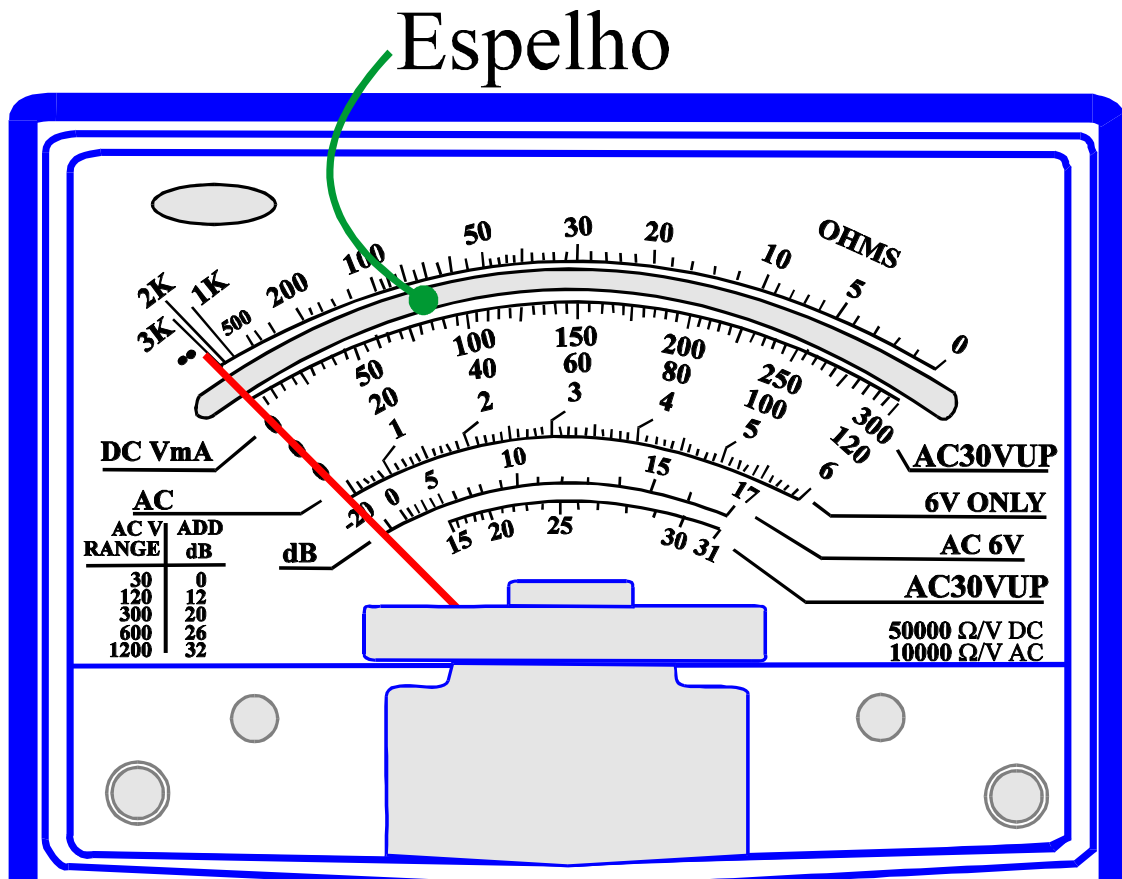 Espelho
OHMS
∞ 3K 2K 1K 500 200 100 50 30 20 10 5 0
50 100 150 200 250 300
20 40 60 80 100 120
1 2 3 4 5 6
-20 0 5 10 15 17
15 20 25 30 31
DC VmA
AC
dB
AC30VUP
6V ONLY
AC 6V
AC30VUP
AC V ADD
RANGE dB
30 0
120 12
300 20
600 26
1200 32
50000 Ω/V DC
10000 Ω/V AC